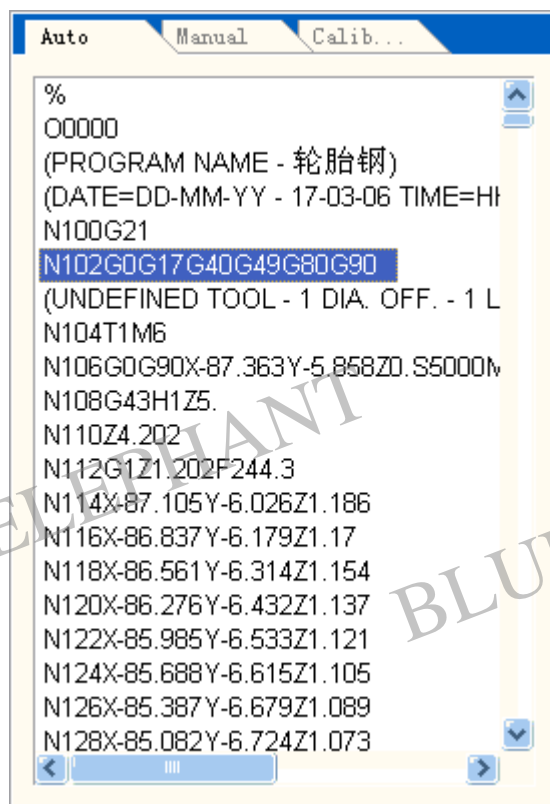 Auto Manual Calib...
%
O0000
(PROGRAM NAME - 轮胎钢)
(DATE=DD-MM-YY - 17-03-06 TIME=HH
N100G21
N102G0G17G40G49G80G90
(UNDEFINED TOOL - 1 DIA. OFF. - 1 L
N104T1M6
N106G0G90X-87.363Y-5.858Z0.S5000M
N108G43H1Z5.
N110Z4.202
N112G1Z1.202F244.3
N114X-87.105Y-6.026Z1.186
N116X-86.837Y-6.179Z1.17
N118X-86.561Y-6.314Z1.154
N120X-86.276Y-6.432Z1.137
N122X-85.985Y-6.533Z1.121
N124X-85.688Y-6.615Z1.105
N126X-85.387Y-6.679Z1.089
N128X-85.082Y-6.724Z1.073
ELEPHANT
BLU